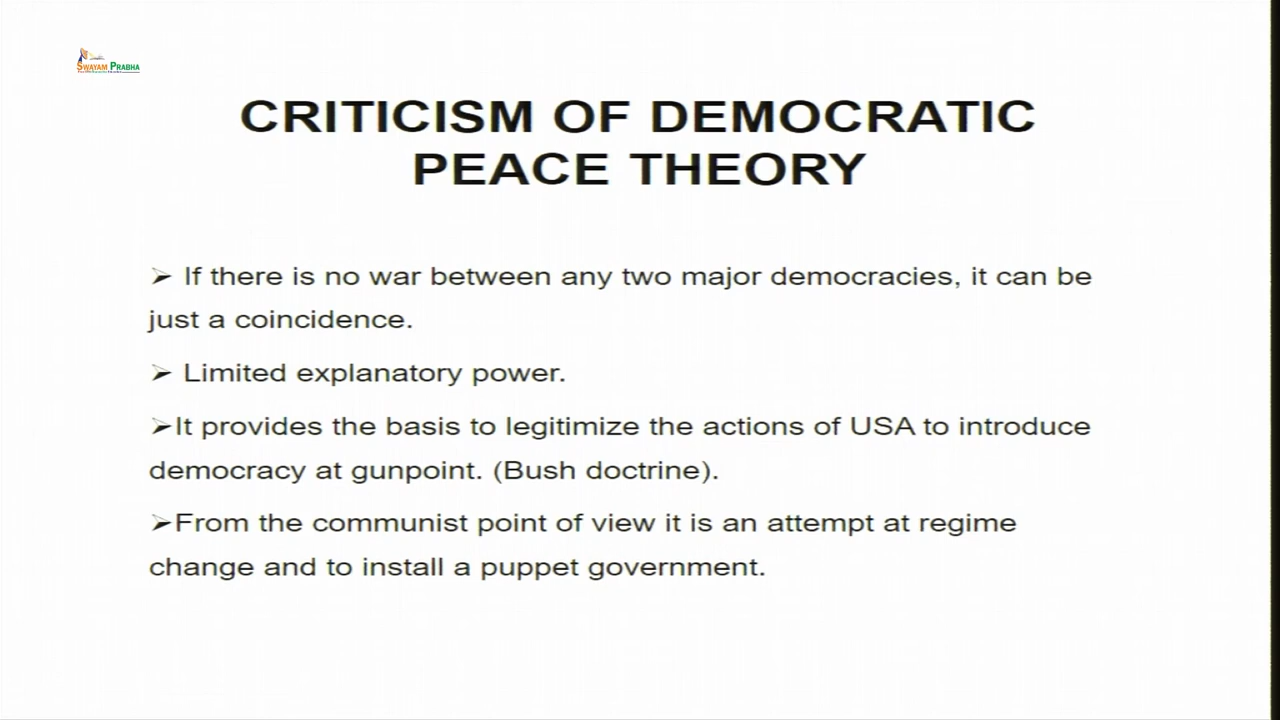 SWAYAM PRABHA
CRITICISM OF DEMOCRATIC
PEACE THEORY
➢ If there is no war between any two major democracies, it can be
just a coincidence.
➢ Limited explanatory power.
➢It provides the basis to legitimize the actions of USA to introduce
democracy at gunpoint. (Bush doctrine).
➢From the communist point of view it is an attempt at regime
change and to install a puppet government.